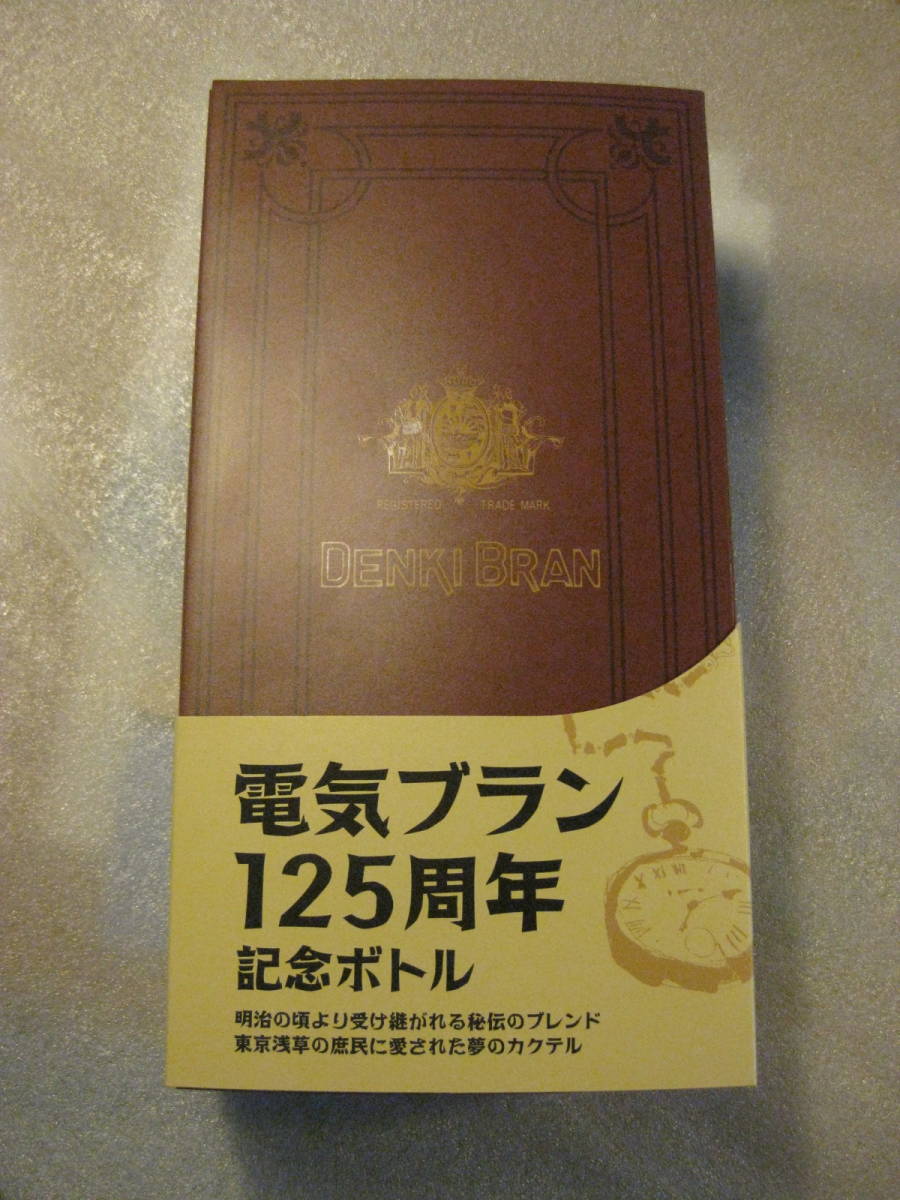 REGISTERED TRADE MARK
DENKI BRAN
電気ブラン
125周年
記念ボトル
明治の頃より受け継がれる秘伝のブレンド
東京浅草の庶民に愛された夢のカクテル